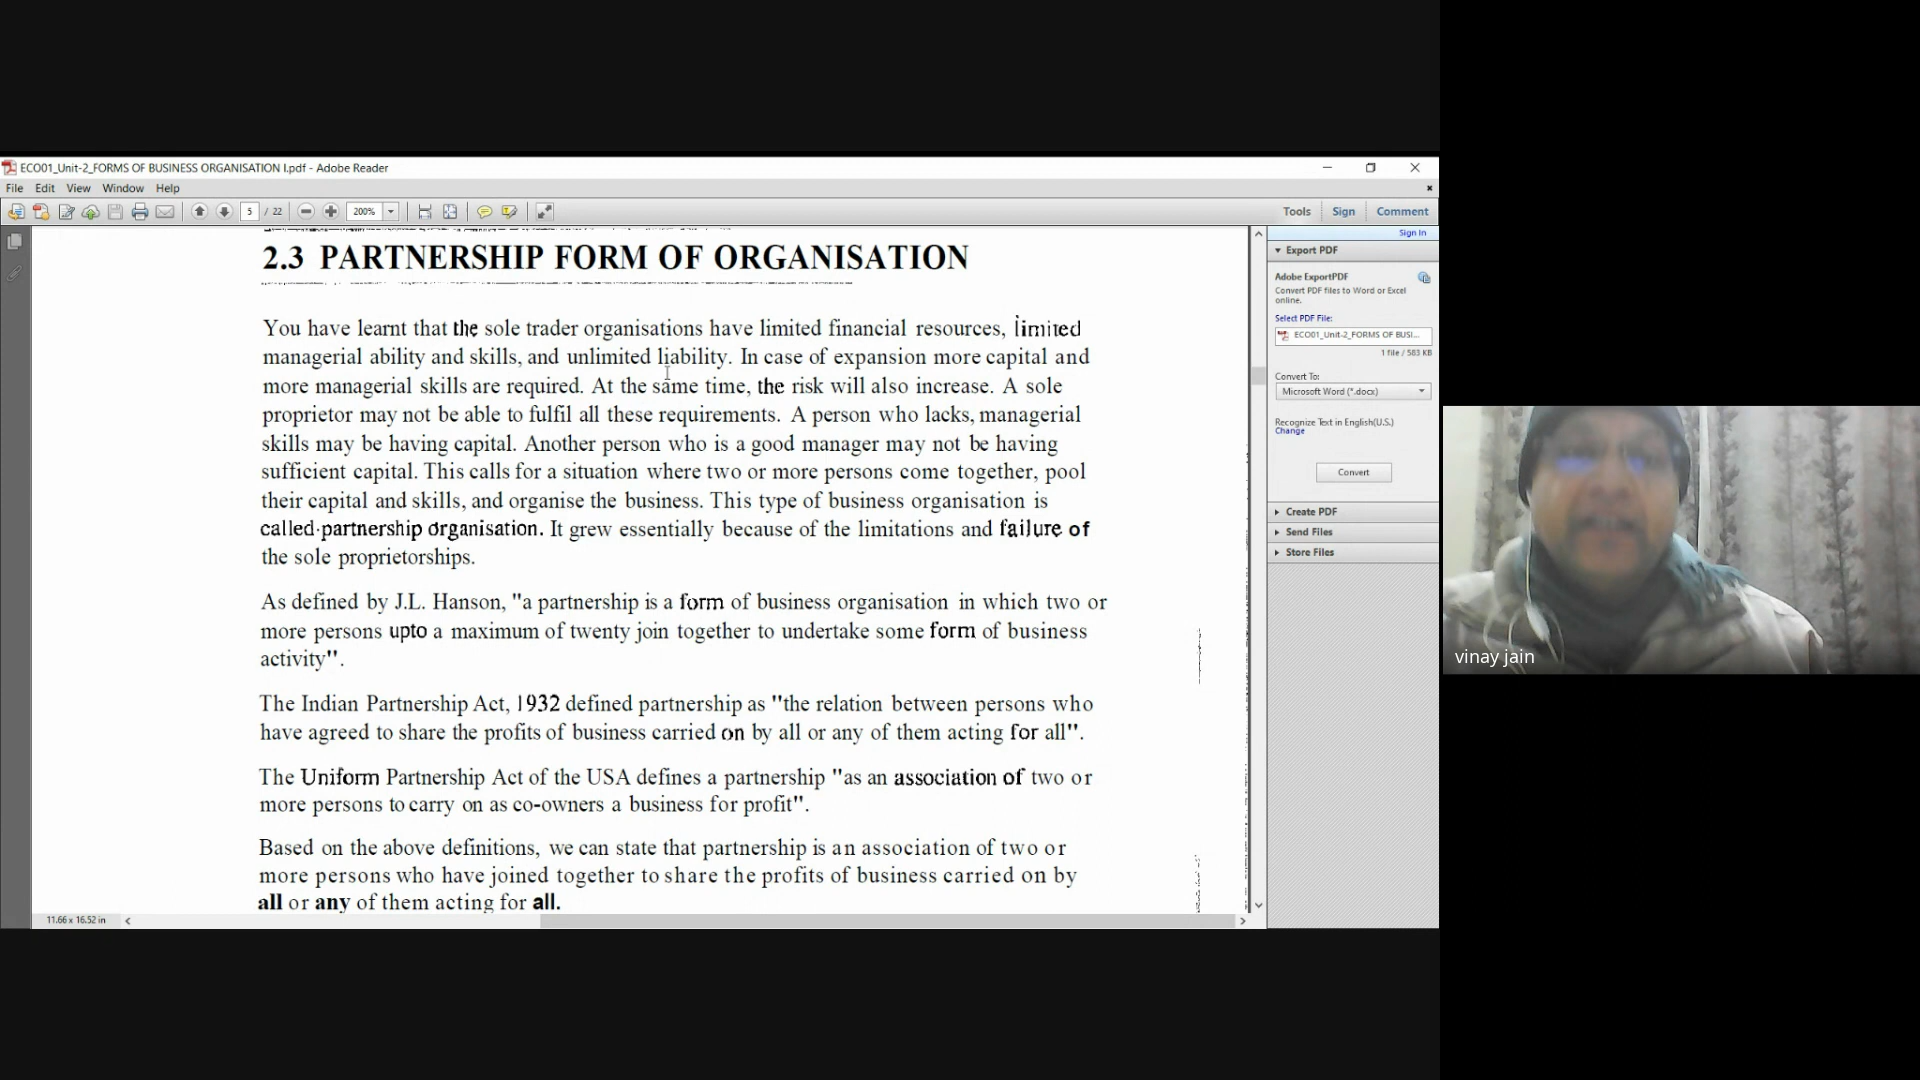 ECO01_Unit-2_FORMS OF BUSINESS ORGANISATION I.pdf - Adobe Reader
File Edit View Window Help
5 / 22 200% Tools Sign Comment
Sign In
2.3 PARTNERSHIP FORM OF ORGANISATION
You have learnt that the sole trader organisations have limited financial resources, limited
managerial ability and skills, and unlimited liability. In case of expansion more capital and
more managerial skills are required. At the same time, the risk will also increase. A sole
proprietor may not be able to fulfil all these requirements. A person who lacks, managerial
skills may be having capital. Another person who is a good manager may not be having
sufficient capital. This calls for a situation where two or more persons come together, pool
their capital and skills, and organise the business. This type of business organisation is
called·partnership organisation. It grew essentially because of the limitations and failure of
the sole proprietorships.
As defined by J.L. Hanson, "a partnership is a form of business organisation in which two or
more persons upto a maximum of twenty join together to undertake some form of business
activity".
The Indian Partnership Act, 1932 defined partnership as "the relation between persons who
have agreed to share the profits of business carried on by all or any of them acting for all".
The Uniform Partnership Act of the USA defines a partnership "as an association of two or
more persons to carry on as co-owners a business for profit".
Based on the above definitions, we can state that partnership is an association of two or
more persons who have joined together to share the profits of business carried on by
all or any of them acting for all.
11.66 x 16.52 in
Export PDF
Adobe ExportPDF
Convert PDF files to Word or Excel
online.
Select PDF File:
ECO01_Unit-2_FORMS OF BUSI...
1 file / 583 KB
Convert To:
Microsoft Word (*.docx)
Recognize Text in English(U.S.)
Change
Convert
Create PDF
Send Files
Store Files
vinay jain